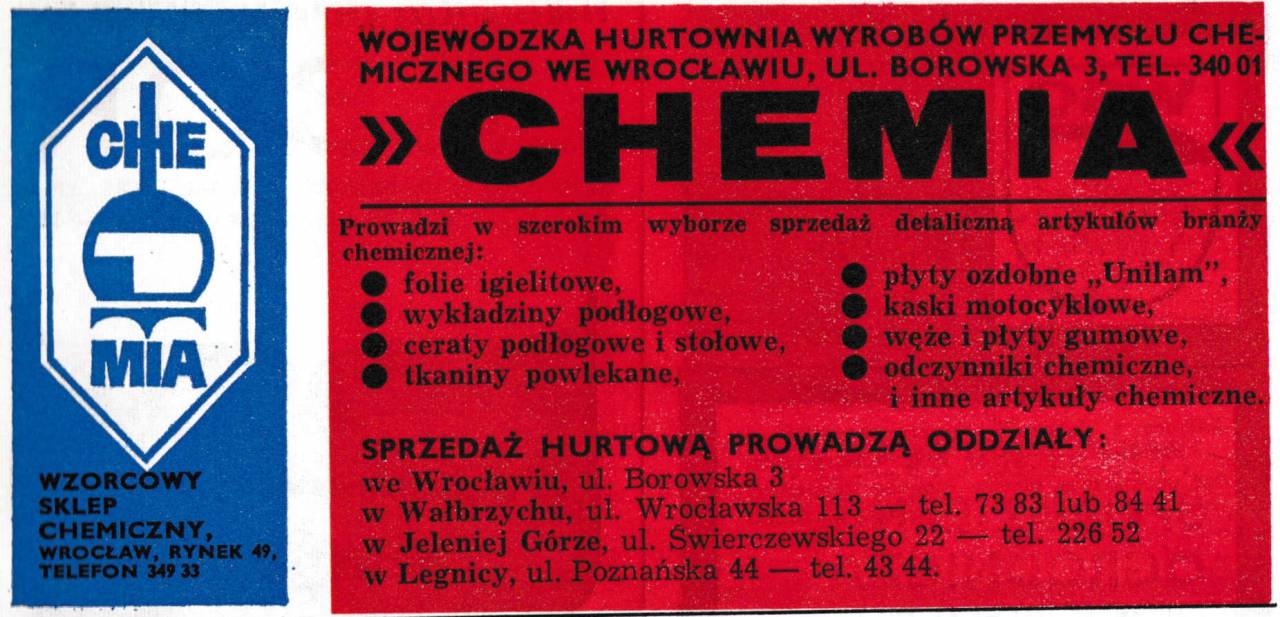 CHE
MIA
WZORCOWY
SKLEP
CHEMICZNY,
WROCŁAW, RYNEK 49,
TELEFON 349 33
WOJEWÓDZKA HURTOWNIA WYROBÓW PRZEMYSŁU CHE-
MICZNEGO WE WROCŁAWIU, UL. BOROWSKA 3, TEL. 340 01
»CHEMIA«
Prowadzi w szerokim wyborze sprzedaż detaliczną artykułów branży
chemicznej:
● folie igielitowe,
● wykładziny podłogowe,
● ceraty podłogowe i stołowe,
● tkaniny powlekane,
● płyty ozdobne „Unilam”,
● kaski motocyklowe,
● węże i płyty gumowe,
● odczynniki chemiczne,
i inne artykuły chemiczne.
SPRZEDAŻ HURTOWĄ PROWADZĄ ODDZIAŁY:
we Wrocławiu, ul. Borowska 3
w Wałbrzychu, ul. Wrocławska 113 — tel. 73 83 lub 84 41
w Jeleniej Górze, ul. Świerczewskiego 22 — tel. 226 52
w Legnicy, ul. Poznańska 44 — tel. 43 44.